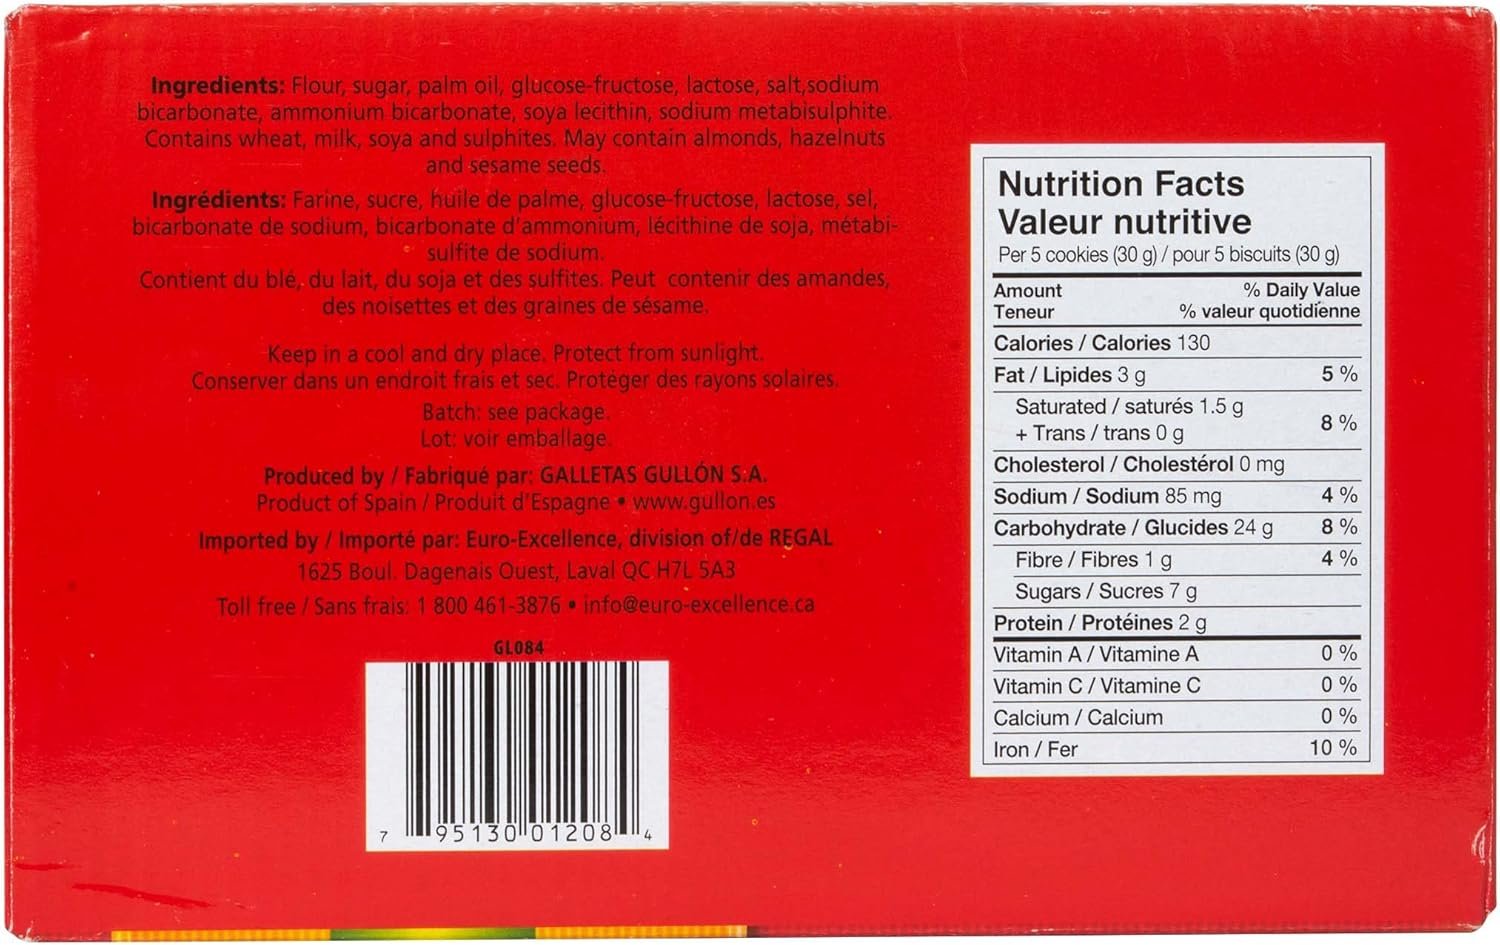 Ingredients: Flour, sugar, palm oil, glucose-fructose, lactose, salt,sodium
bicarbonate, ammonium bicarbonate, soya lecithin, sodium metabisulphite.
Contains wheat, milk, soya and sulphites. May contain almonds, hazelnuts
and sesame seeds.
Ingrédients: Farine, sucre, huile de palme, glucose-fructose, lactose, sel,
bicarbonate de sodium, bicarbonate d'ammonium, lécithine de soja, métabi-
sulfite de sodium.
Contient du blé, du lait, du soja et des sulfites. Peut contenir des amandes,
des noisettes et des graines de sésame.
Keep in a cool and dry place. Protect from sunlight.
Conserver dans un endroit frais et sec. Protéger des rayons solaires.
Batch: see package.
Lot: voir emballage.
Produced by / Fabriqué par: GALLETAS GULLÓN S.A.
Product of Spain / Produit d'Espagne • www.gullon.es
Imported by / Importé par: Euro-Excellence, division of/de REGAL
1625 Boul. Dagenais Ouest, Laval QC H7L 5A3
Toll free / Sans frais: 1 800 461-3876 • info@euro-excellence.ca
GL084
7 95130 01208 4
Nutrition Facts
Valeur nutritive
Per 5 cookies (30 g) / pour 5 biscuits (30 g)
Amount % Daily Value
Teneur % valeur quotidienne
Calories / Calories 130
Fat / Lipides 3 g 5 %
Saturated / saturés 1.5 g
+ Trans / trans 0 g 8 %
Cholesterol / Cholestérol 0 mg
Sodium / Sodium 85 mg 4 %
Carbohydrate / Glucides 24 g 8 %
Fibre / Fibres 1 g 4 %
Sugars / Sucres 7 g
Protein / Protéines 2 g
Vitamin A / Vitamine A 0 %
Vitamin C / Vitamine C 0 %
Calcium / Calcium 0 %
Iron / Fer 10 %